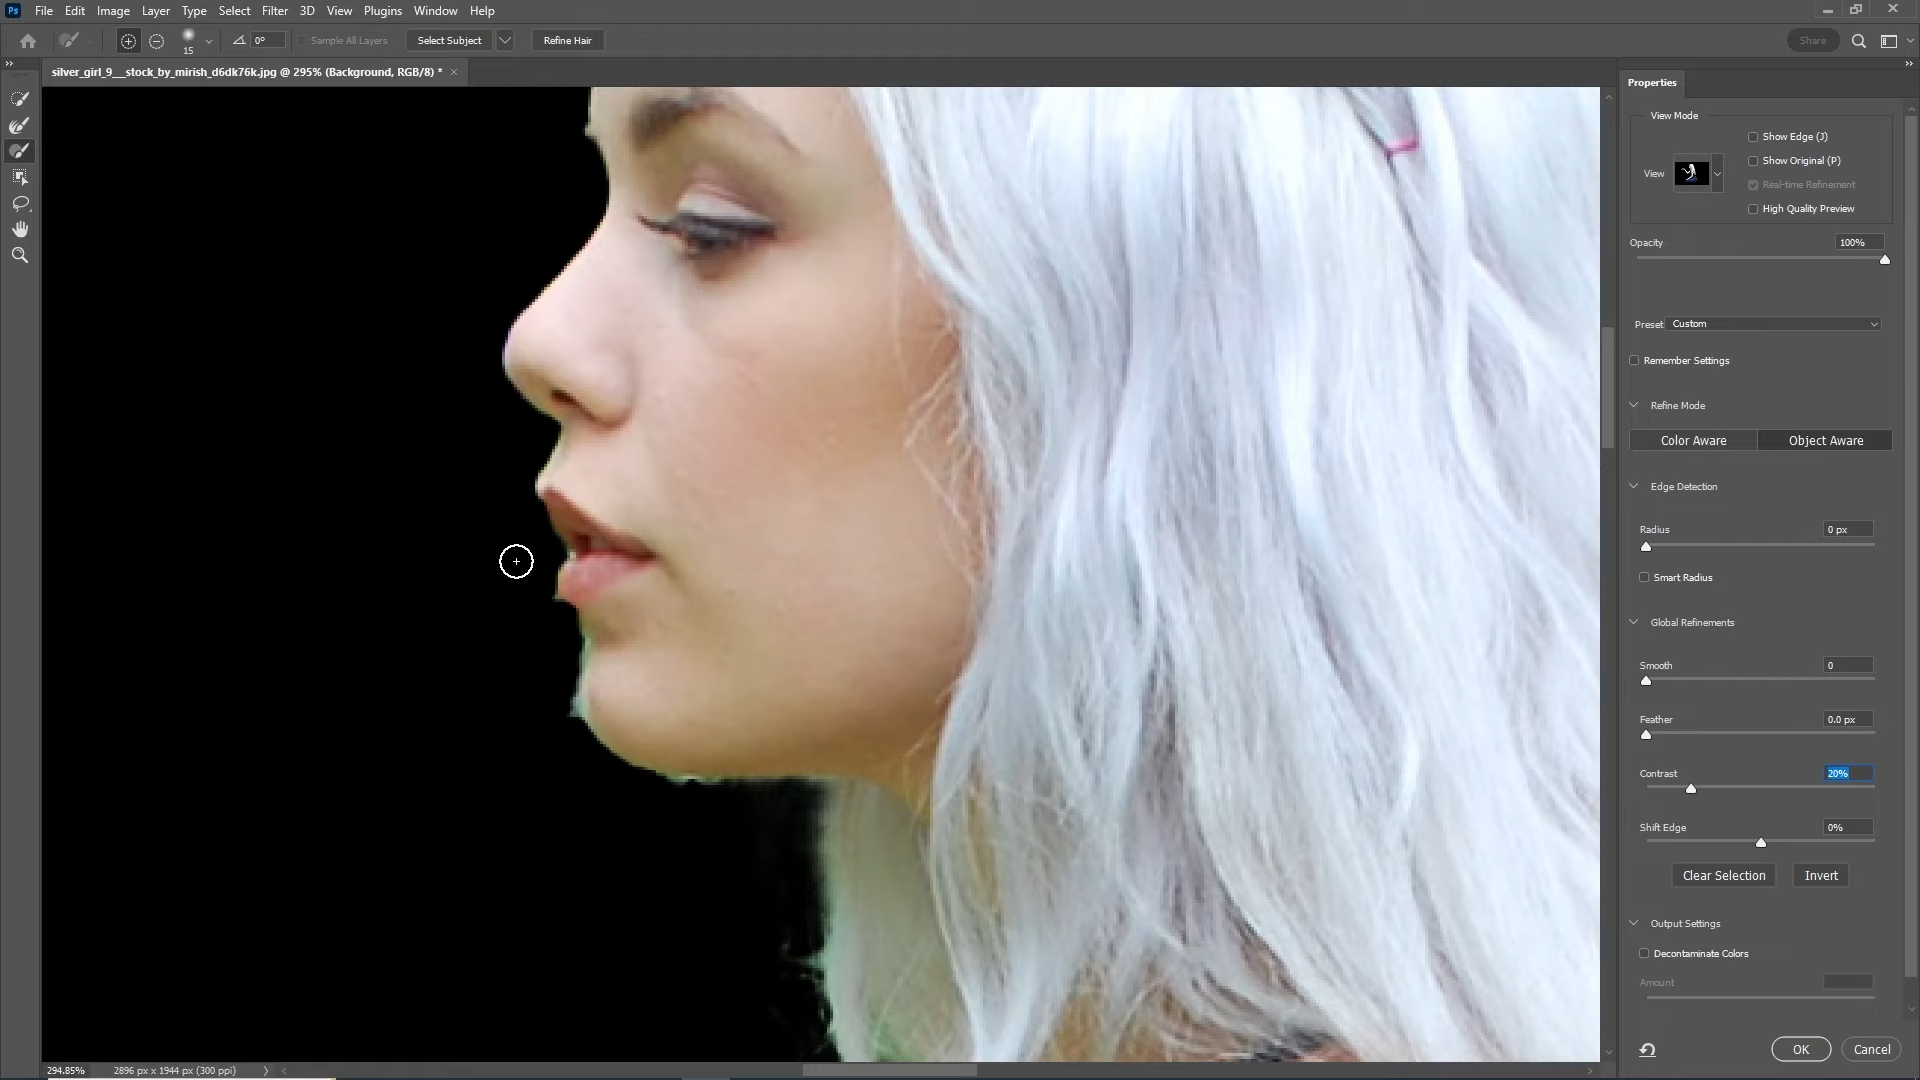 Ps File Edit Image Layer Type Select Filter 3D View Plugins Window Help
15 0° Sample All Layers Select Subject Refine Hair Share
silver_girl_9__stock_by_mirish_d6dk76k.jpg @ 295% (Background, RGB/8) *
Properties
View Mode
Show Edge (J)
Show Original (P)
View
Real-time Refinement
High Quality Preview
Opacity 100%
Preset Custom
Remember Settings
Refine Mode
Color Aware Object Aware
Edge Detection
Radius 0 px
Smart Radius
Global Refinements
Smooth 0
Feather 0.0 px
Contrast 20%
Shift Edge 0%
Clear Selection Invert
Output Settings
Decontaminate Colors
Amount
OK Cancel
294.85% 2896 px x 1944 px (300 ppi)